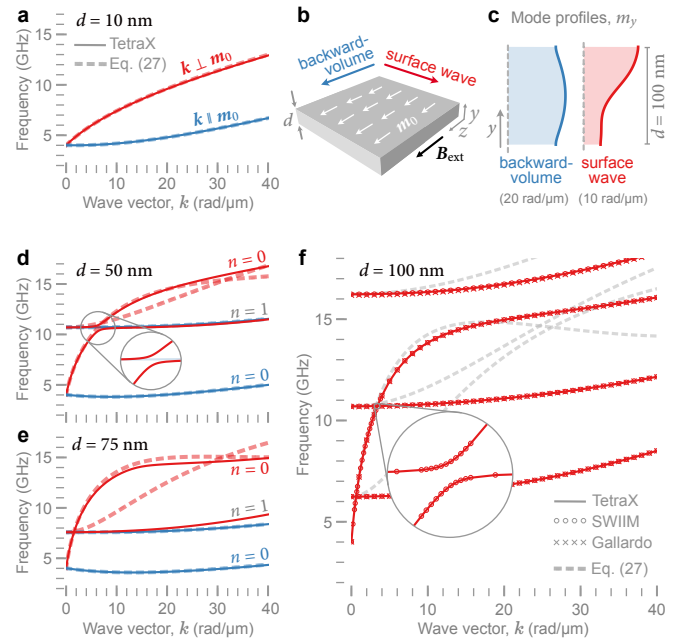 a
d = 10 nm
Frequency (GHz)
15
10
5
TetraX
Eq. (27)
k ⊥ m₀
k ∥ m₀
0 10 20 30 40
Wave vector, k (rad/µm)
b
backward-
volume
surface wave
d
m₀
y
z
B_ext
c
Mode profiles, m_y
d = 100 nm
y
backward-
volume
(20 rad/µm)
surface
wave
(10 rad/µm)
d
d = 50 nm
n = 0
n = 1
n = 0
Frequency (GHz)
15
10
5
e
d = 75 nm
n = 0
n = 1
n = 0
Frequency (GHz)
15
10
5
0 10 20 30 40
Wave vector, k (rad/µm)
f
d = 100 nm
Frequency (GHz)
15
10
5
TetraX
SWIIM
Gallardo
Eq. (27)
0 10 20 30 40
Wave vector, k (rad/µm)